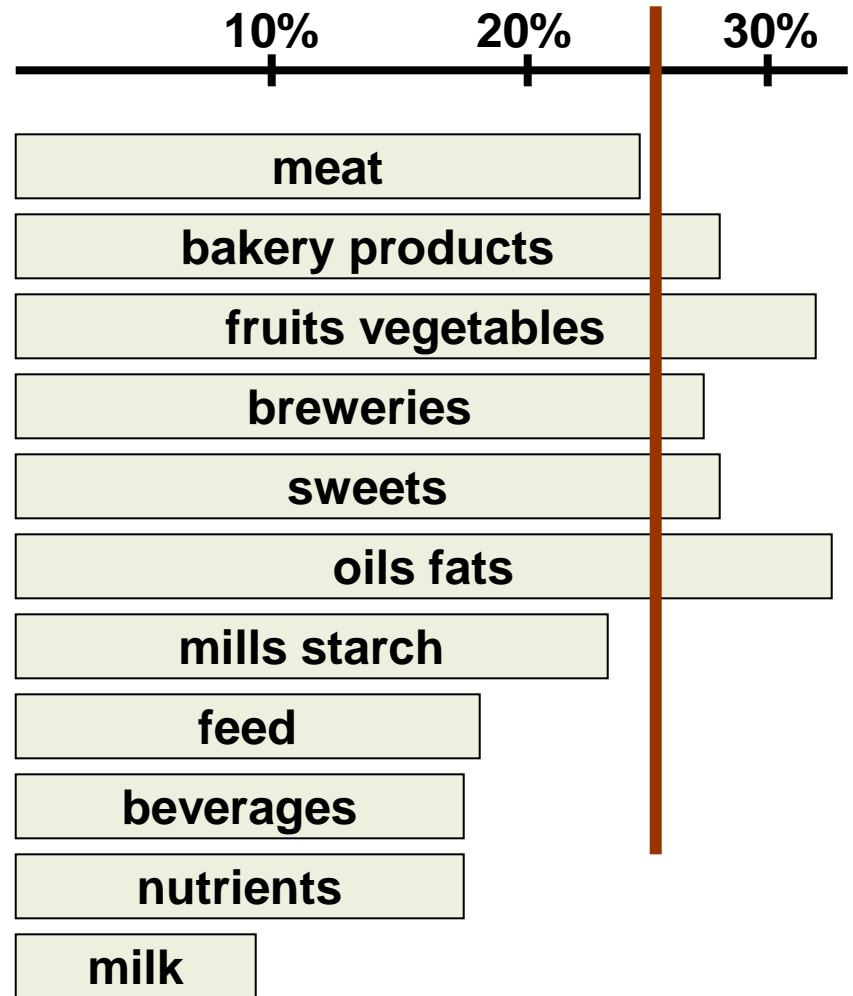 10% 20% 30%
meat
bakery products
fruits vegetables
breweries
sweets
oils fats
mills starch
feed
beverages
nutrients
milk